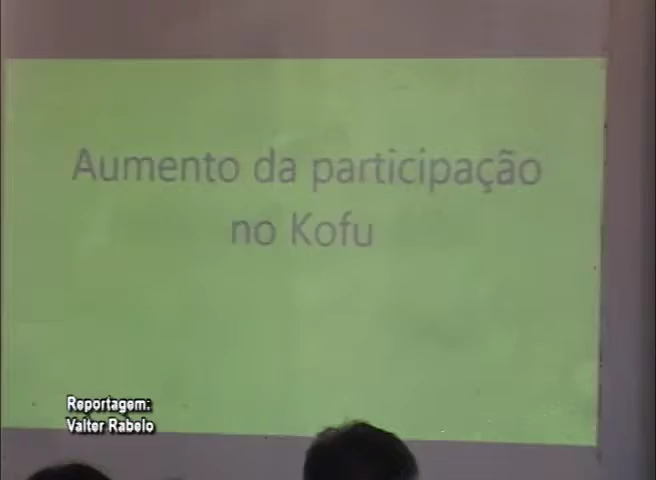 Aumento da participação
no Kofu
Reportagem:
Valter Rabelo